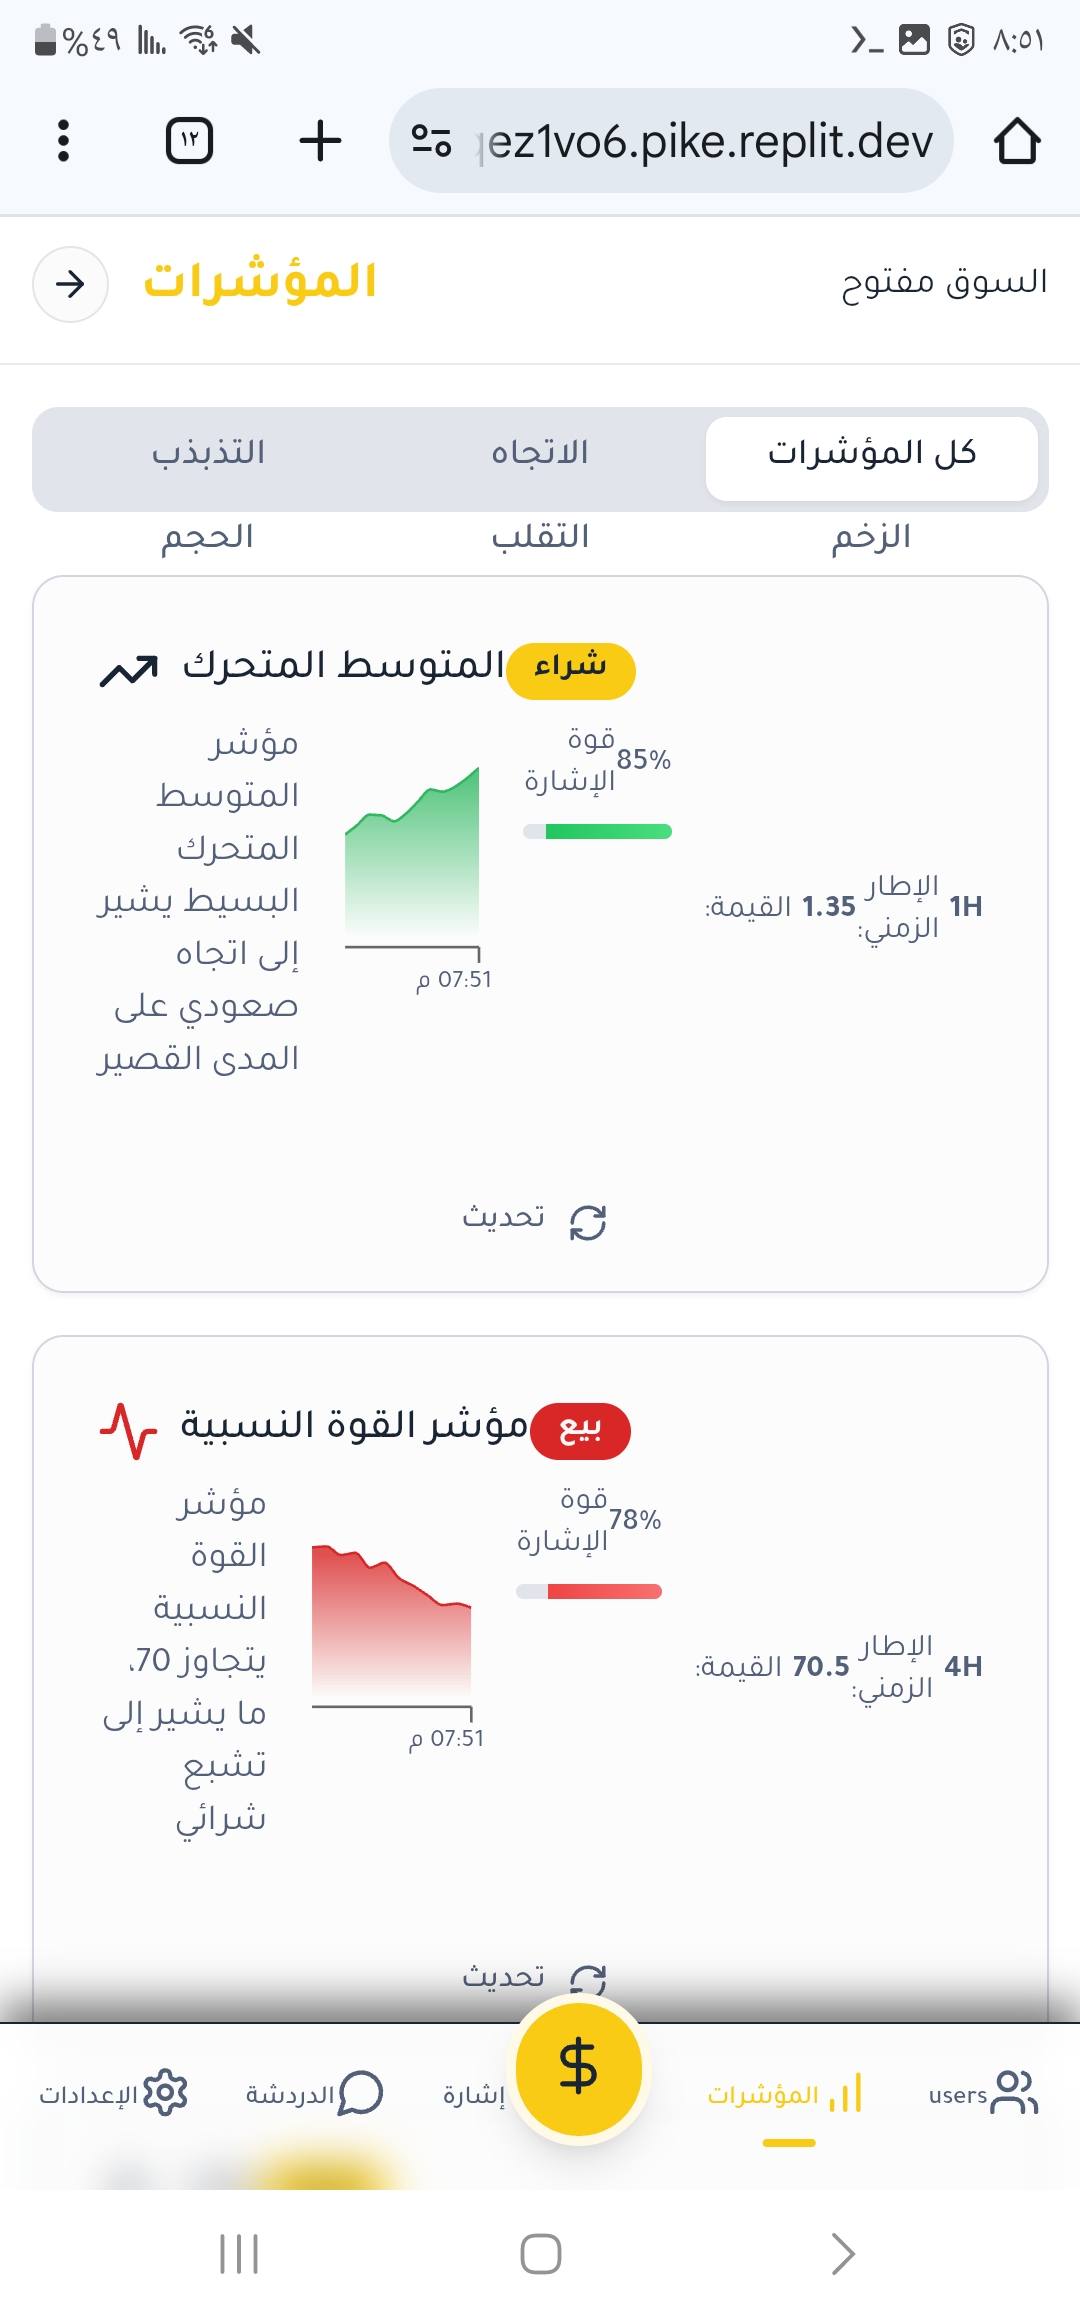 ٨:٥١
%٤٩
ez1vo6.pike.replit.dev
١٢
السوق مفتوح
المؤشرات
كل المؤشرات
الاتجاه
التذبذب
الزخم
التقلب
الحجم
شراء
المتوسط المتحرك
1H
الإطار
الزمني:
1.35
القيمة:
85%
قوة
الإشارة
07:51 م
مؤشر
المتوسط
المتحرك
البسيط يشير
إلى اتجاه
صعودي على
المدى القصير
تحديث
بيع
مؤشر القوة النسبية
4H
الإطار
الزمني:
70.5
القيمة:
78%
قوة
الإشارة
07:51 م
مؤشر
القوة
النسبية
يتجاوز 70،
ما يشير إلى
تشبع
شرائي
تحديث
users
المؤشرات
$
إشارة
الدردشة
الإعدادات